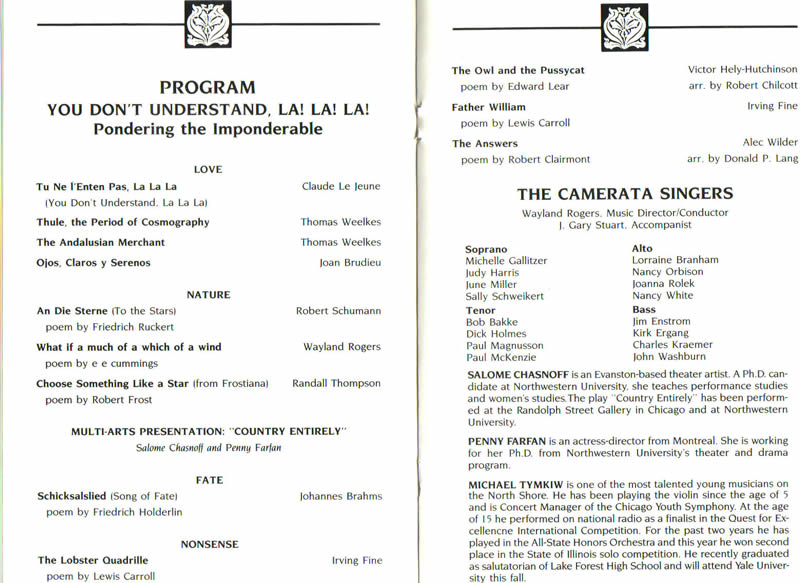 PROGRAM
YOU DON'T UNDERSTAND, LA! LA! LA!
Pondering the Imponderable
LOVE
Tu Ne l'Enten Pas, La La La Claude Le Jeune
(You Don't Understand, La La La)
Thule, the Period of Cosmography Thomas Weelkes
The Andalusian Merchant Thomas Weelkes
Ojos, Claros y Serenos Joan Brudieu
NATURE
An Die Sterne (To the Stars) Robert Schumann
poem by Friedrich Ruckert
What if a much of a which of a wind Wayland Rogers
poem by e e cummings
Choose Something Like a Star (from Frostiana) Randall Thompson
poem by Robert Frost
MULTI-ARTS PRESENTATION: "COUNTRY ENTIRELY"
Salome Chasnoff and Penny Farfan
FATE
Schicksalslied (Song of Fate) Johannes Brahms
poem by Friedrich Holderlin
NONSENSE
The Lobster Quadrille Irving Fine
poem by Lewis Carroll
The Owl and the Pussycat Victor Hely-Hutchinson
poem by Edward Lear arr. by Robert Chilcott
Father William Irving Fine
poem by Lewis Carroll
The Answers Alec Wilder
poem by Robert Clairmont arr. by Donald P. Lang
THE CAMERATA SINGERS
Wayland Rogers, Music Director/Conductor
J. Gary Stuart, Accompanist
Soprano
Michelle Gallitzer
Judy Harris
June Miller
Sally Schweikert
Alto
Lorraine Branham
Nancy Orbison
Joanna Rolek
Nancy White
Tenor
Bob Bakke
Dick Holmes
Paul Magnusson
Paul McKenzie
Bass
Jim Enstrom
Kirk Ergang
Charles Kraemer
John Washburn
SALOME CHASNOFF is an Evanston-based theater artist. A Ph.D. can-
didate at Northwestern University, she teaches performance studies
and women's studies.The play "Country Entirely" has been perform-
ed at the Randolph Street Gallery in Chicago and at Northwestern
University.
PENNY FARFAN is an actress-director from Montreal. She is working
for her Ph.D. from Northwestern University's theater and drama
program.
MICHAEL TYMKIW is one of the most talented young musicians on
the North Shore. He has been playing the violin since the age of 5
and is Concert Manager of the Chicago Youth Symphony. At the age
of 15 he performed on national radio as a finalist in the Quest for Ex-
cellencne International Competition. For the past two years he has
played in the All-State Honors Orchestra and this year he won second
place in the State of Illinois solo competition. He recently graduated
as salutatorian of Lake Forest High School and will attend Yale Univer-
sity this fall.